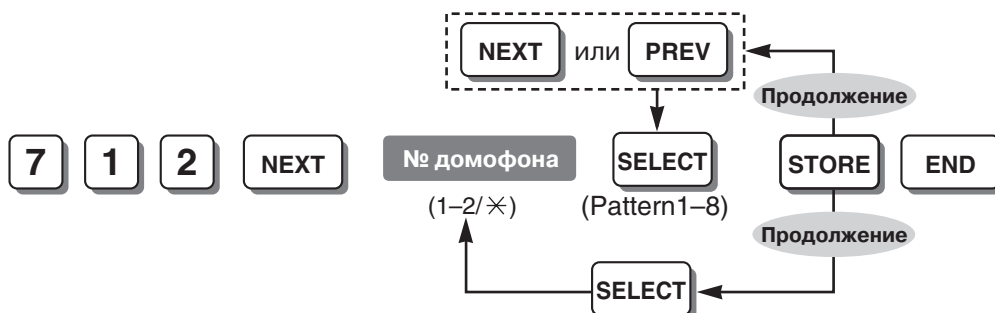 NEXT или PREV
Продолжение
7 1 2 NEXT № домофона SELECT STORE END
(1–2/✳) (Pattern1–8)
Продолжение
SELECT